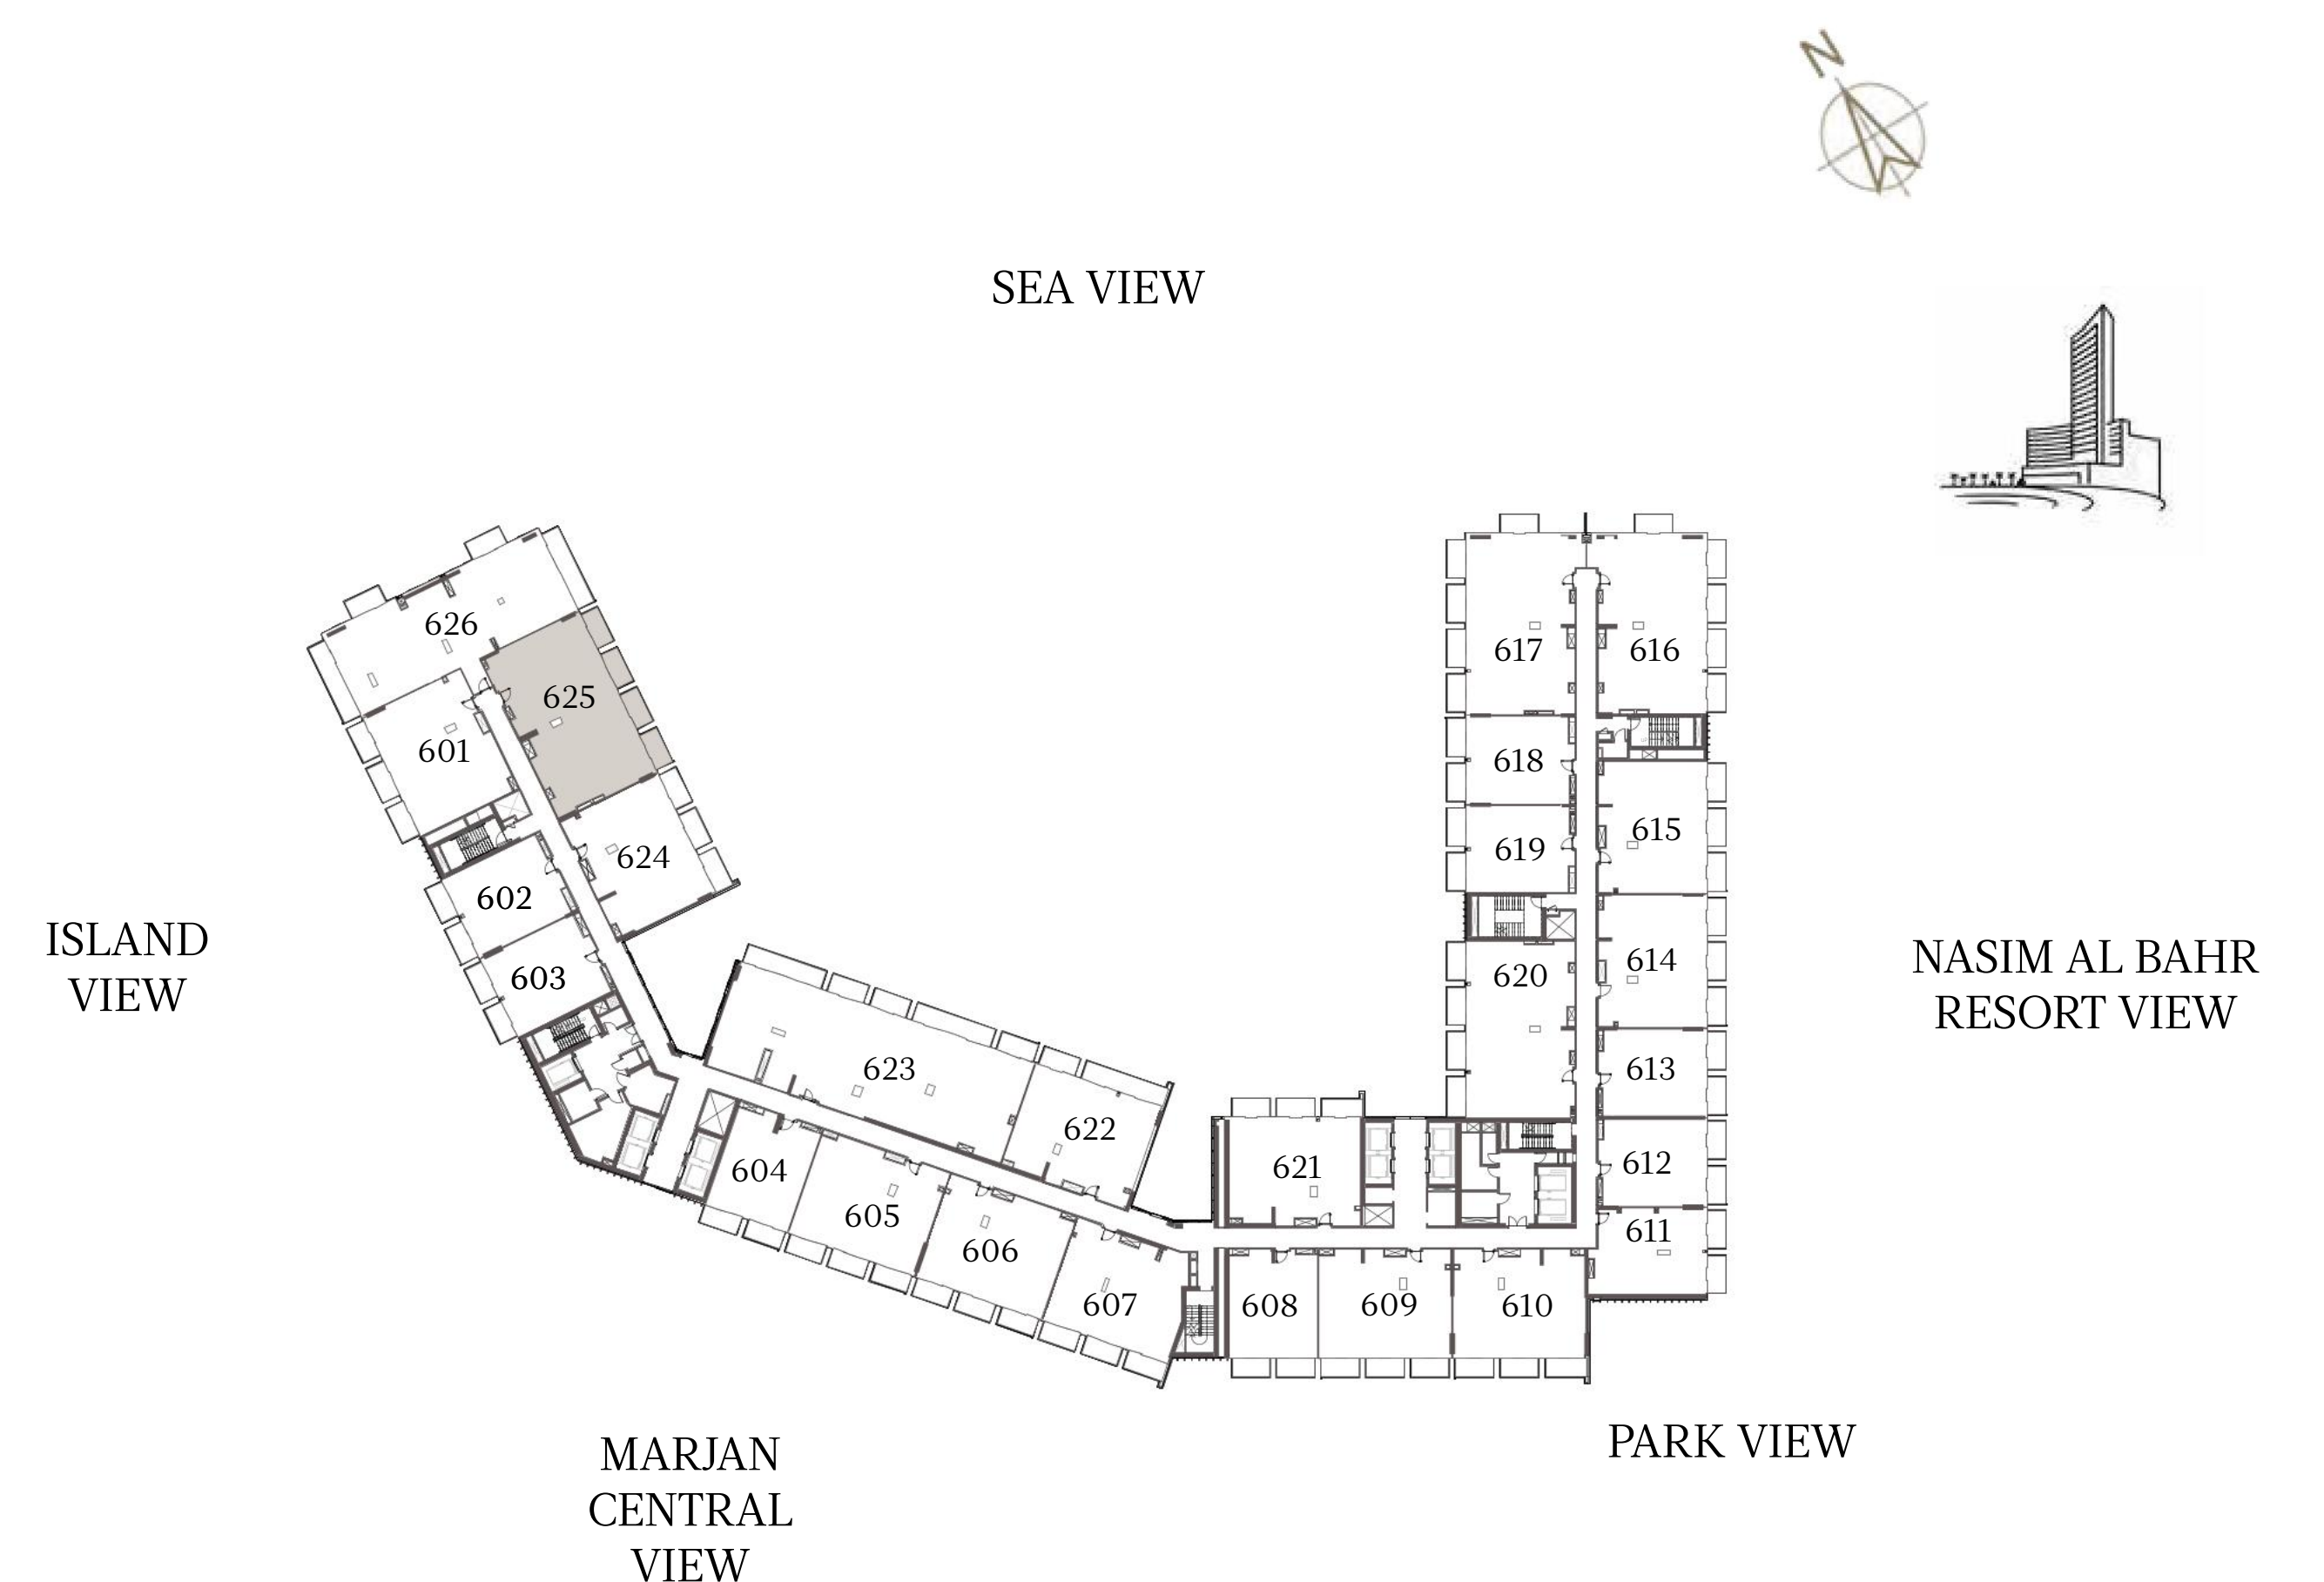 N
SEA VIEW
626
625
601
624
602
603
617
616
618
619
615
620
614
613
623
622
621
612
604
605
606
607
611
608
609
610
ISLAND
VIEW
NASIM AL BAHR
RESORT VIEW
PARK VIEW
MARJAN
CENTRAL
VIEW